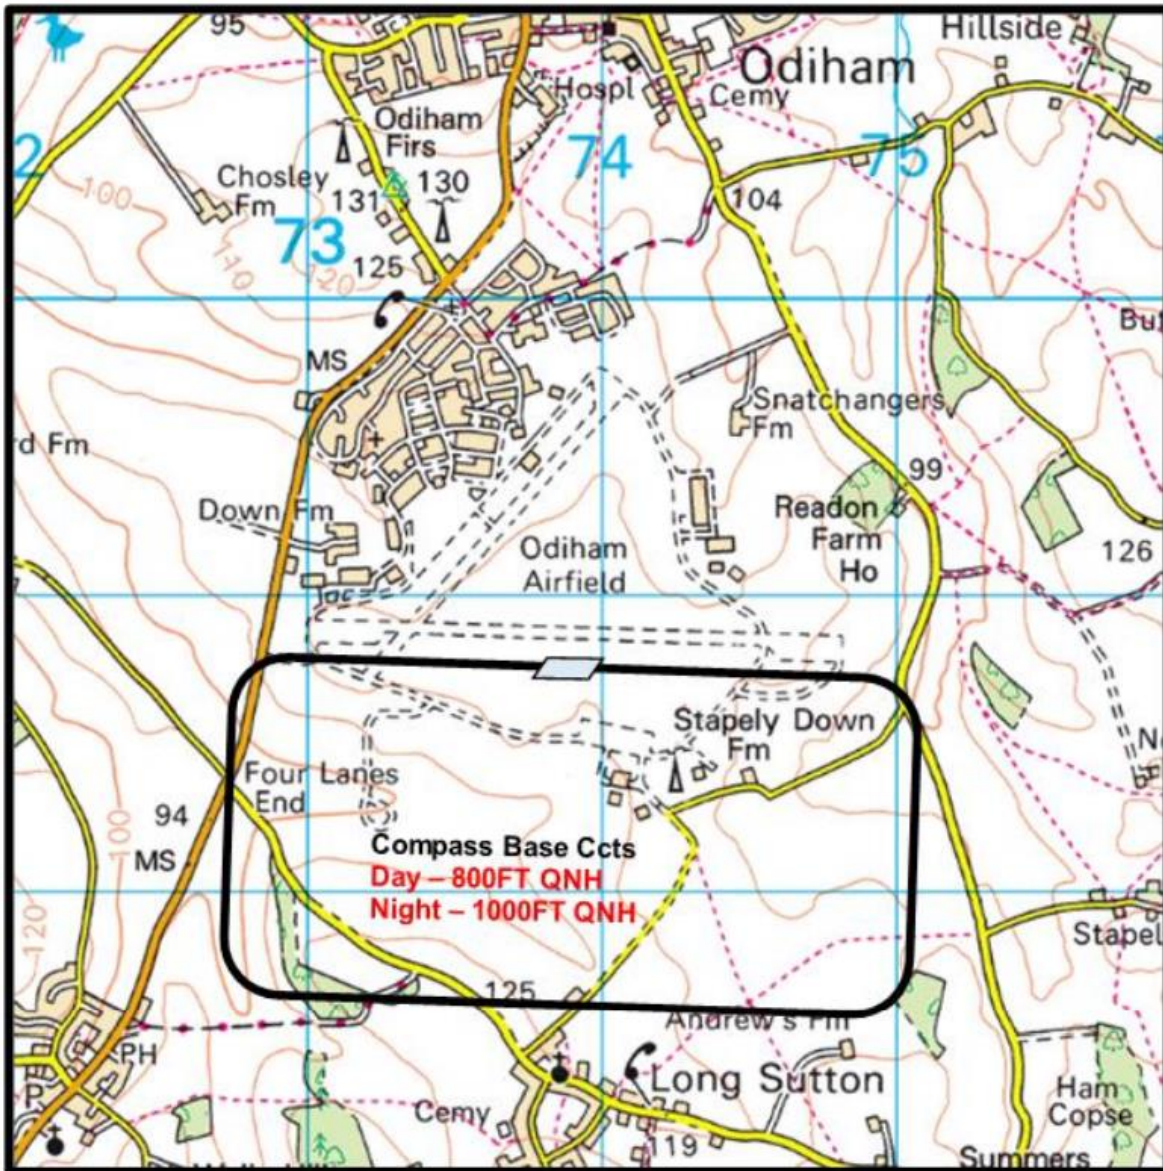 95
Hillside
Odiham
Hospl
Cemy
Odiham
Firs
2
74
75
Chosley
Fm
130
131
104
100
73
110
120
125
MS
But
Snatchangers
Fm
rd Fm
99
Down Fm
Readon
Farm
Ho
Odiham
Airfield
126
Stapely Down
Fm
Four Lanes
End
94
100
MS
Compass Base Ccts
Day – 800FT QNH
Night – 1000FT QNH
120
Stapel
125
Andrew's Fm
PH
P
Long Sutton
Cemy
Ham
Copse
119
Summers